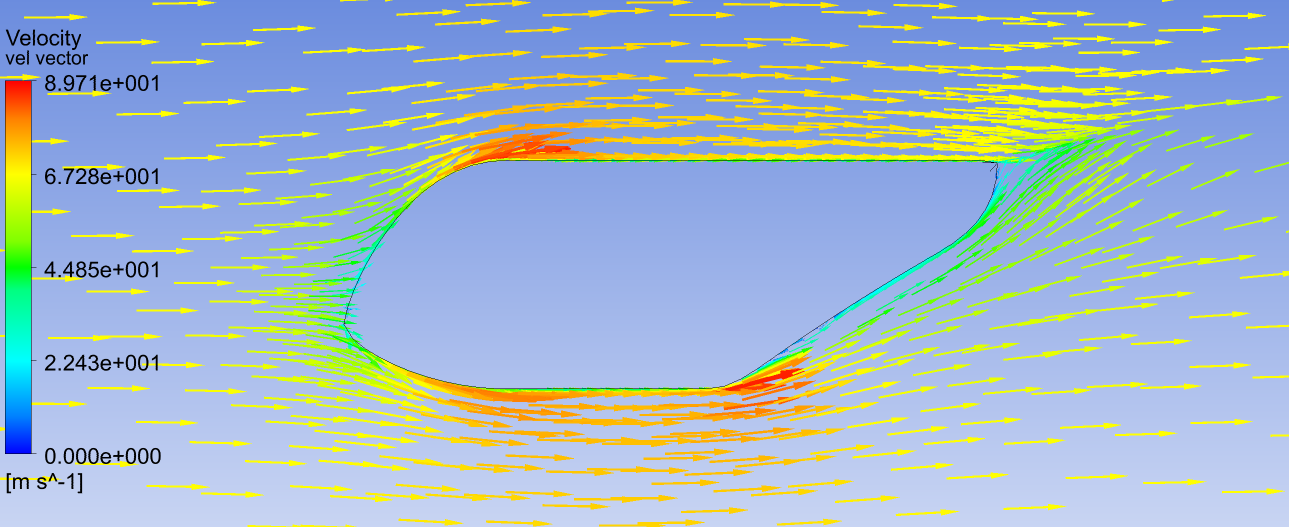 Velocity
vel vector
8.971e+001
6.728e+001
4.485e+001
2.243e+001
0.000e+000
[m s^-1]